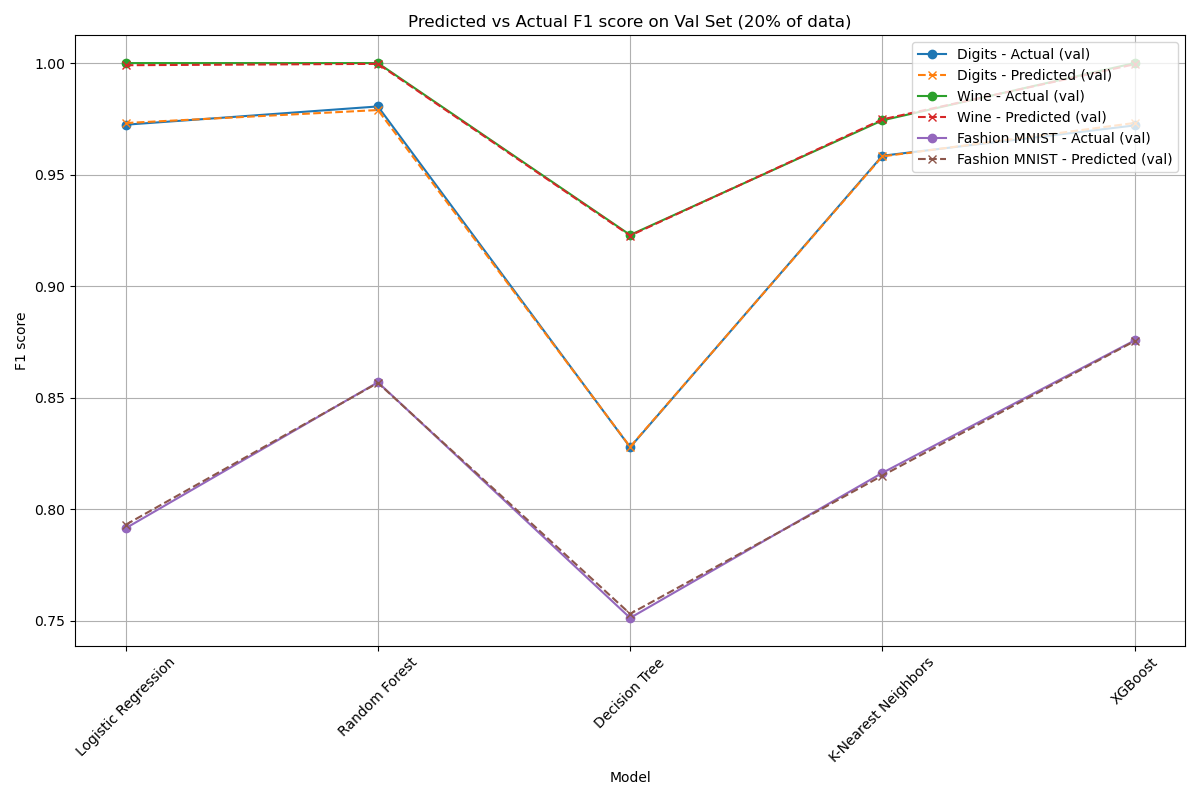 Predicted vs Actual F1 score on Val Set (20% of data)
Digits - Actual (val)
Digits - Predicted (val)
Wine - Actual (val)
Wine - Predicted (val)
Fashion MNIST - Actual (val)
Fashion MNIST - Predicted (val)
F1 score
1.00
0.95
0.90
0.85
0.80
0.75
Logistic Regression
Random Forest
Decision Tree
K-Nearest Neighbors
XGBoost
Model